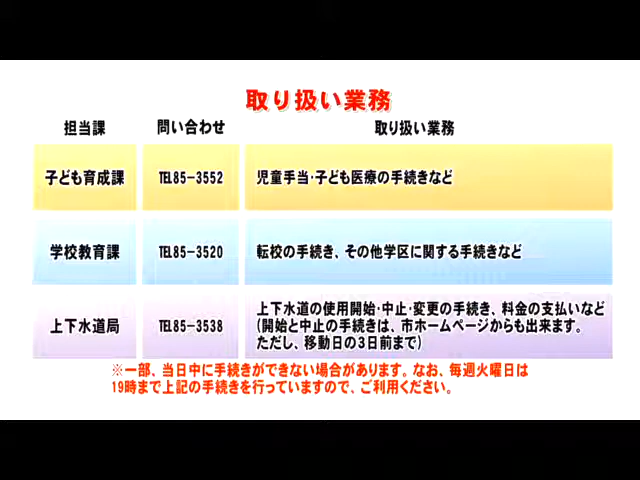 取り扱い業務
担当課 問い合わせ 取り扱い業務
子ども育成課 TEL85-3552 児童手当・子ども医療の手続きなど
学校教育課 TEL85-3520 転校の手続き、その他学区に関する手続きなど
上下水道局 TEL85-3538 上下水道の使用開始・中止・変更の手続き、料金の支払いなど
(開始と中止の手続きは、市ホームページからも出来ます。
ただし、移動日の3日前まで)
※一部、当日中に手続きができない場合があります。なお、毎週火曜日は
19時まで上記の手続きを行っていますので、ご利用ください。